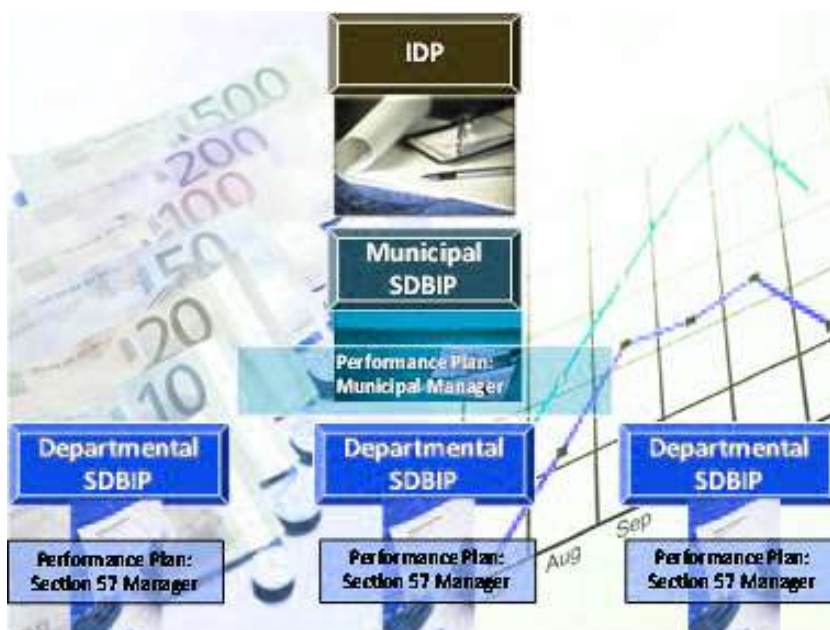 IDP
500
200
100
50
20
10
Municipal
SDBIP
Performance Plan:
Municipal Manager
Departmental
SDBIP
Departmental
SDBIP
Departmental
SDBIP
Aug
Sep
Performance Plan:
Section 57 Manager
Performance Plan:
Section 57 Manager
Performance Plan:
Section 57 Manager